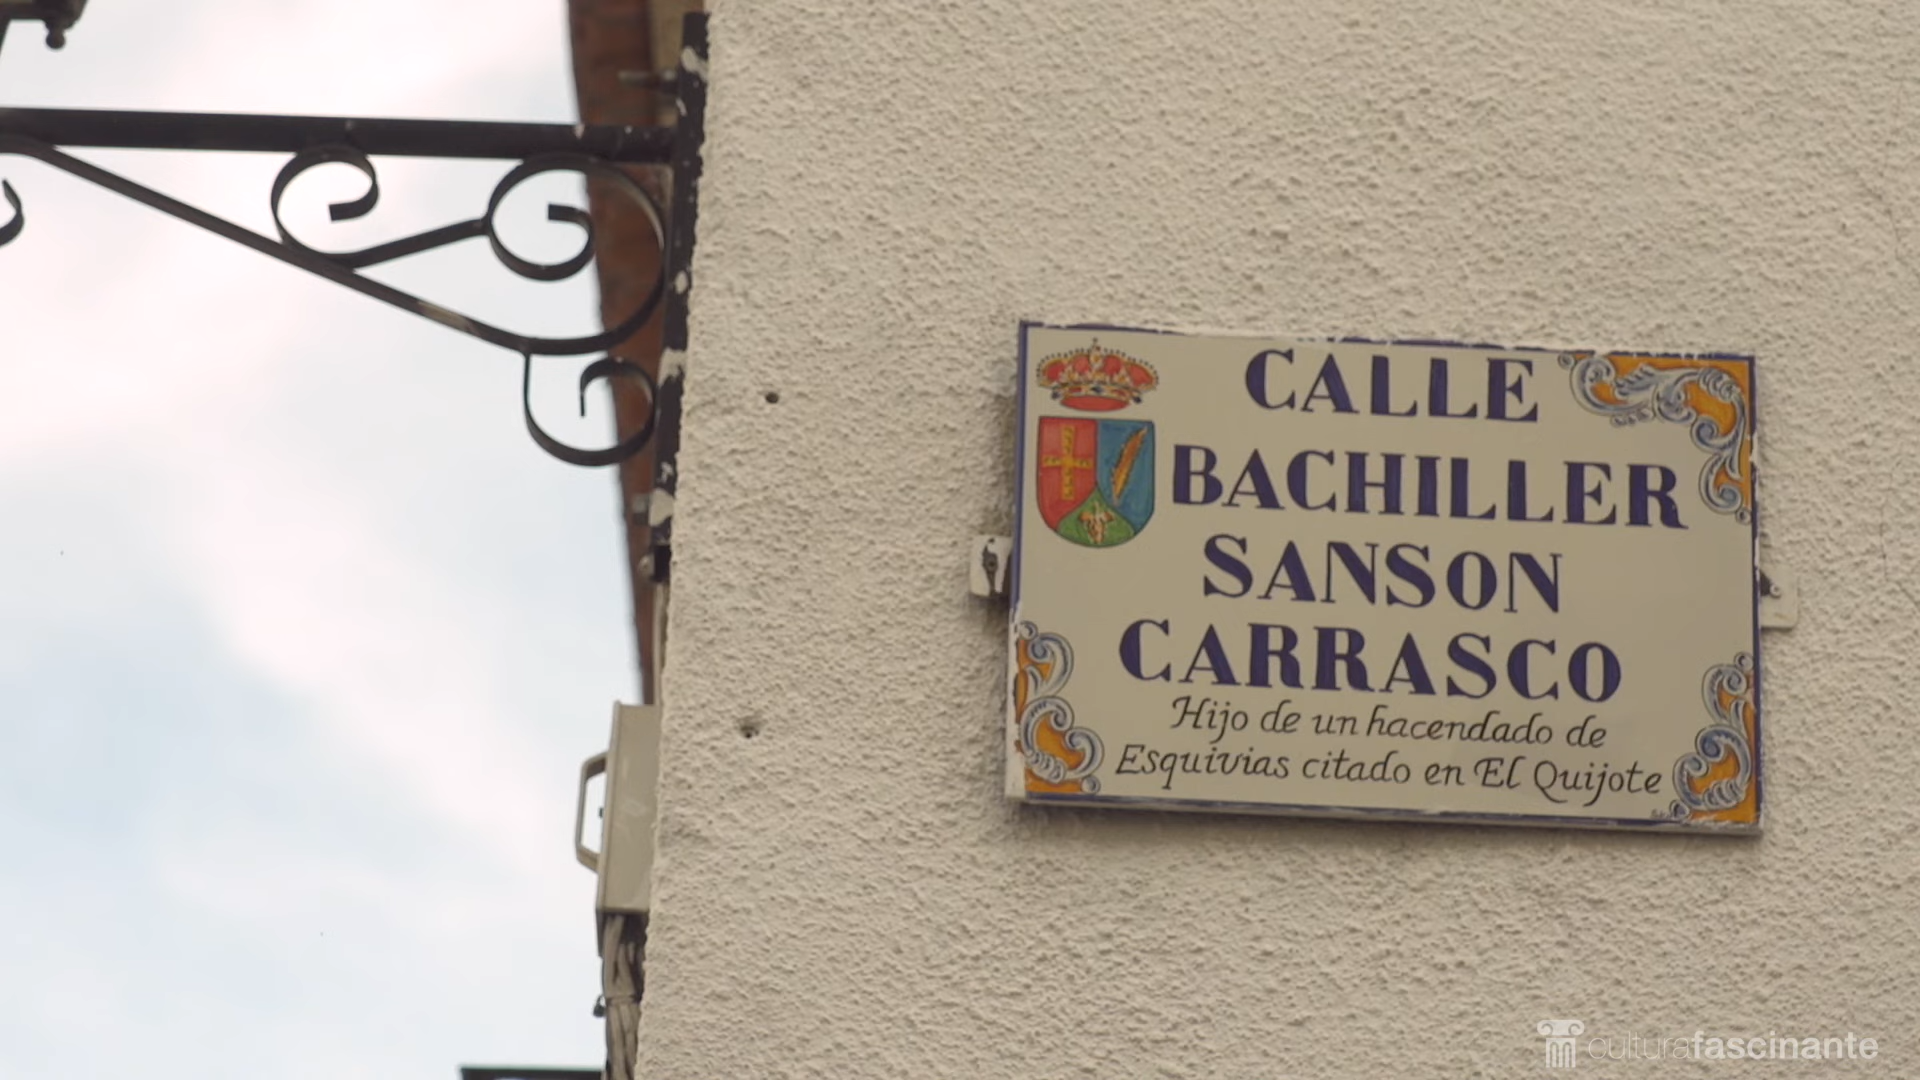 CALLE
BACHILLER
SANSON
CARRASCO
Hijo de un hacendado de
Esquivias citado en El Quijote
culturafascinante